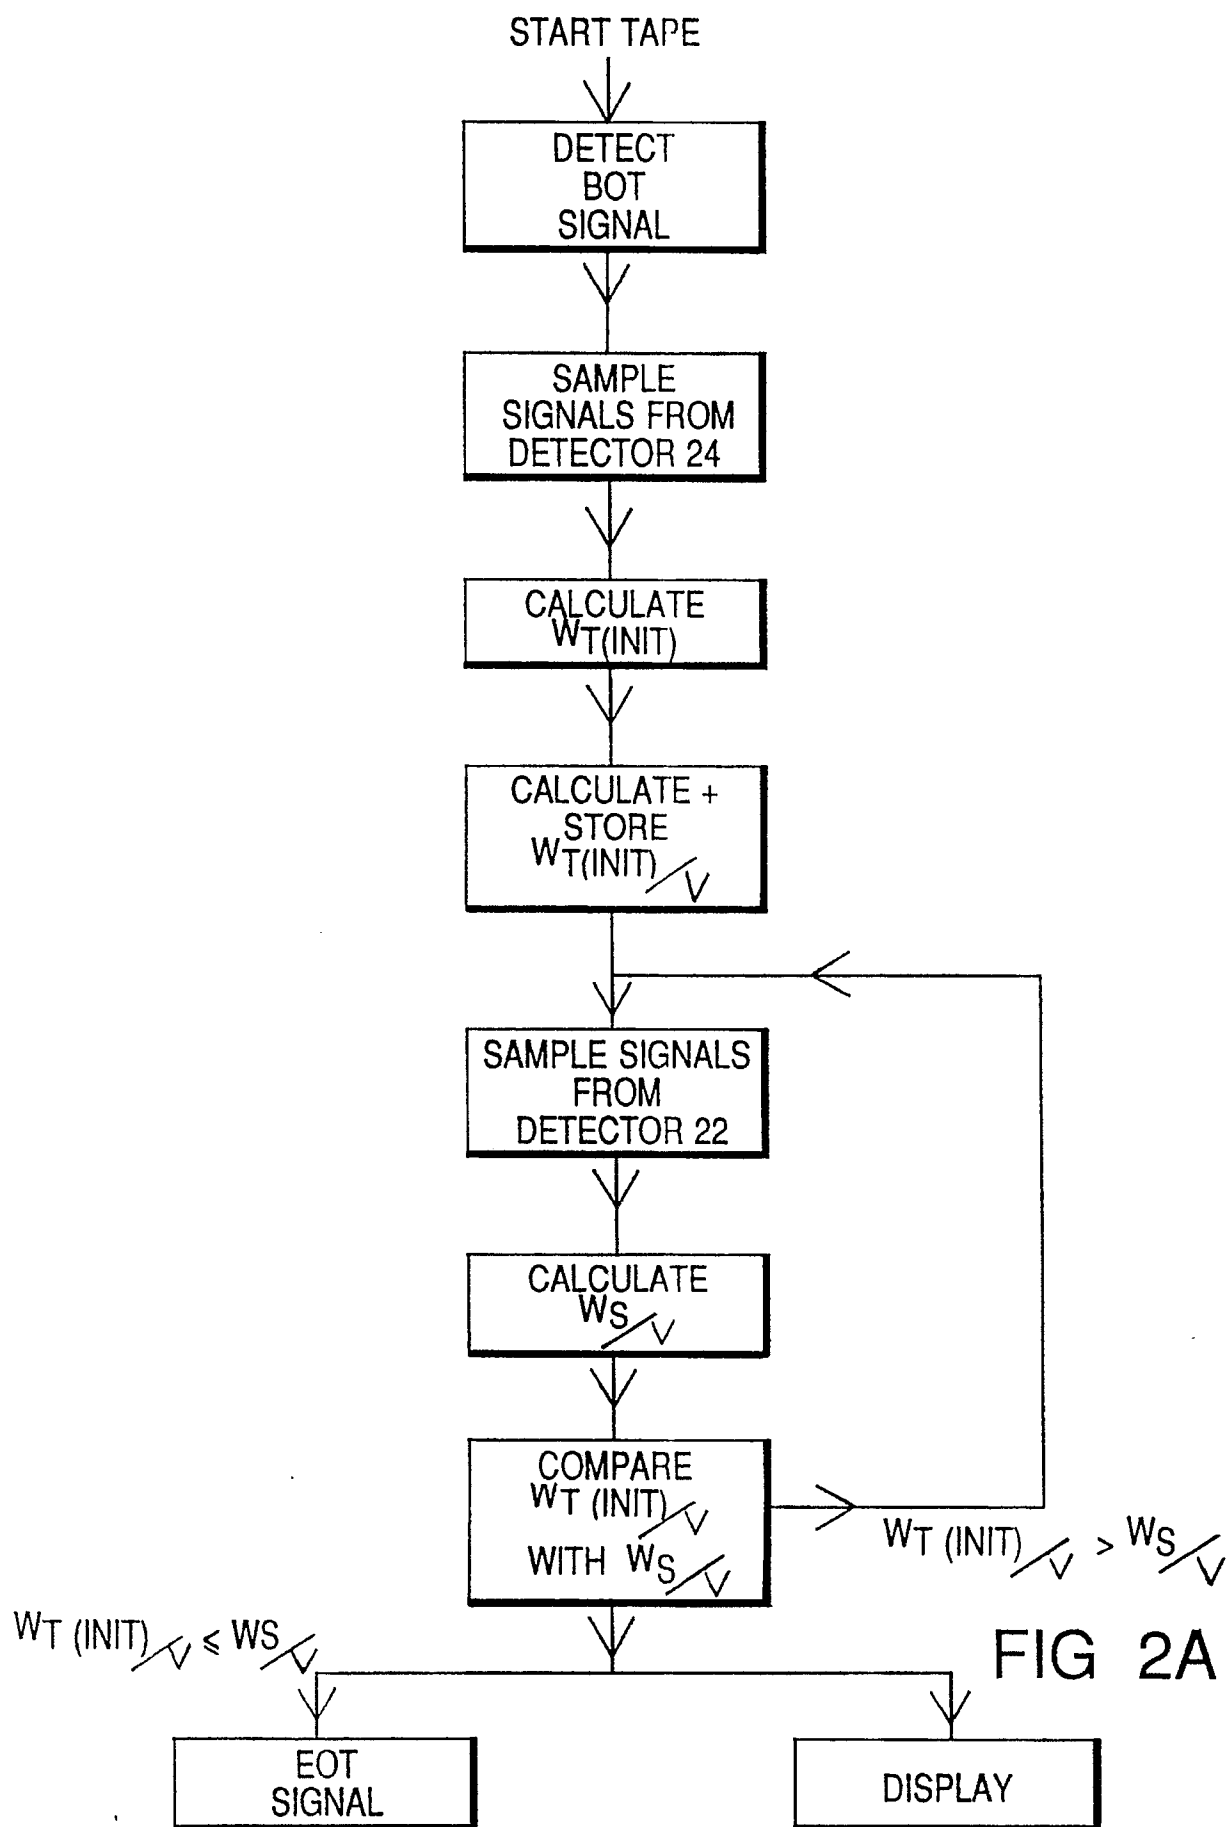 START TAPE
DETECT
BOT
SIGNAL
SAMPLE
SIGNALS FROM
DETECTOR 24
CALCULATE
WT(INIT)
CALCULATE +
STORE
WT(INIT)/V
SAMPLE SIGNALS
FROM
DETECTOR 22
CALCULATE
WS/V
COMPARE
WT (INIT)/V
WITH WS/V
WT (INIT)/V > WS/V
WT (INIT)/V ⩽ WS/V
FIG 2A
EOT
SIGNAL
DISPLAY